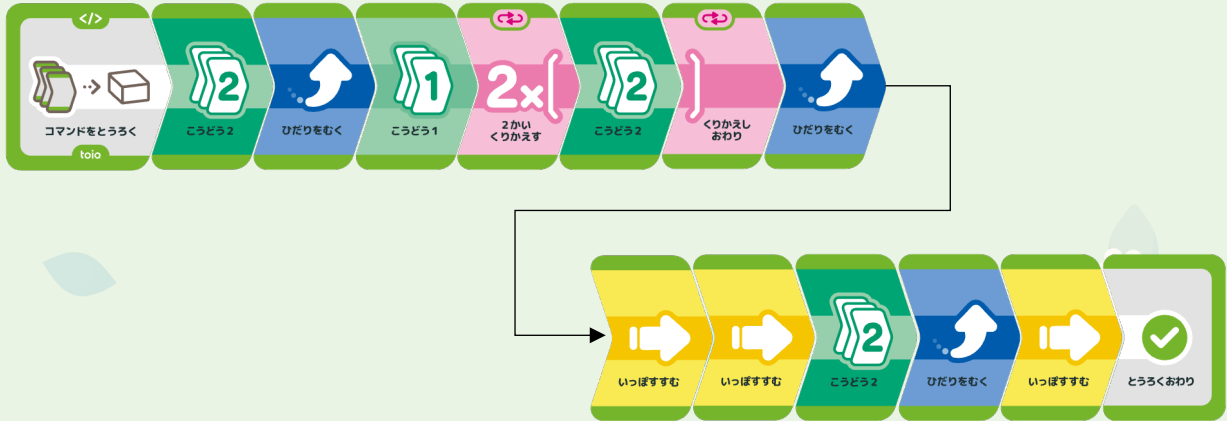 </>
2
1
2×
2
コマンドをとうろく
こうどう2
ひだりをむく
こうどう1
2かい
くりかえす
こうどう2
くりかえし
おわり
ひだりをむく
toio
2
いっぽすすむ
いっぽすすむ
こうどう2
ひだりをむく
いっぽすすむ
とうろくおわり